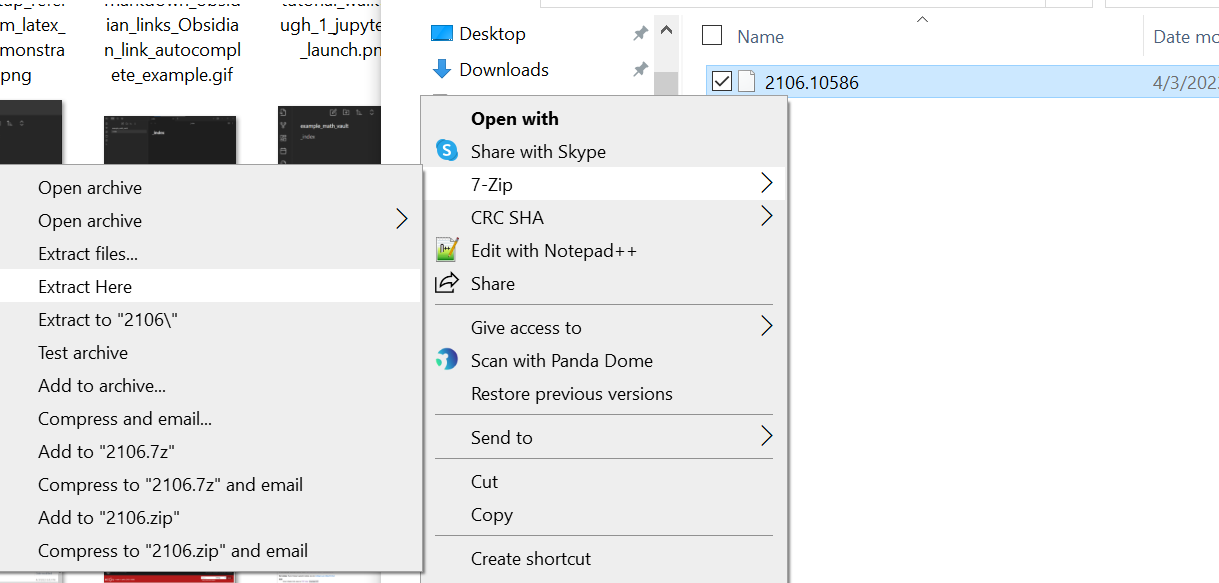 m_latex_
monstra
png
ian_links_Obsidia
n_link_autocompl
ete_example.gif
ugh_1_jupyte
_launch.pn
Desktop
Downloads
Name
Date mo
2106.10586
4/3/202
example_math_vault
_index
_index
Open with
Share with Skype
7-Zip
CRC SHA
Edit with Notepad++
Share
Give access to
Scan with Panda Dome
Restore previous versions
Send to
Cut
Copy
Create shortcut
Open archive
Open archive
Extract files...
Extract Here
Extract to "2106\"
Test archive
Add to archive...
Compress and email...
Add to "2106.7z"
Compress to "2106.7z" and email
Add to "2106.zip"
Compress to "2106.zip" and email